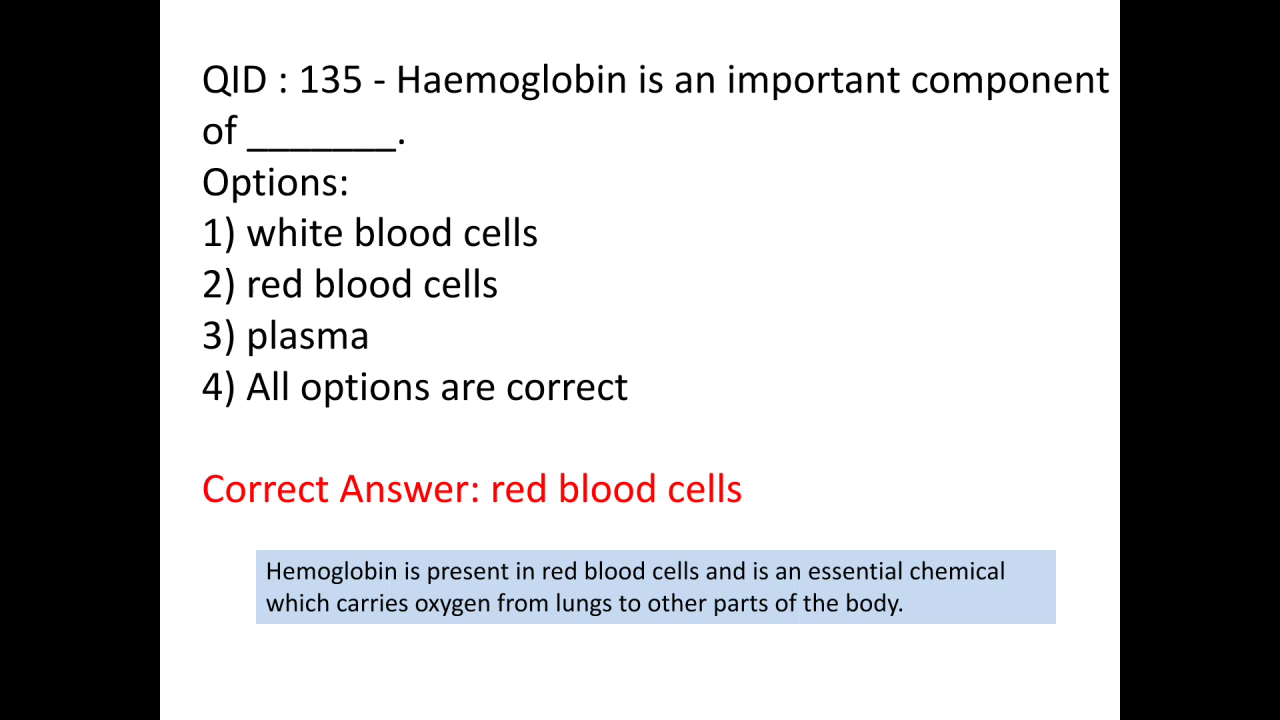 QID : 135 - Haemoglobin is an important component
of _______.
Options:
1) white blood cells
2) red blood cells
3) plasma
4) All options are correct
Correct Answer: red blood cells
Hemoglobin is present in red blood cells and is an essential chemical
which carries oxygen from lungs to other parts of the body.